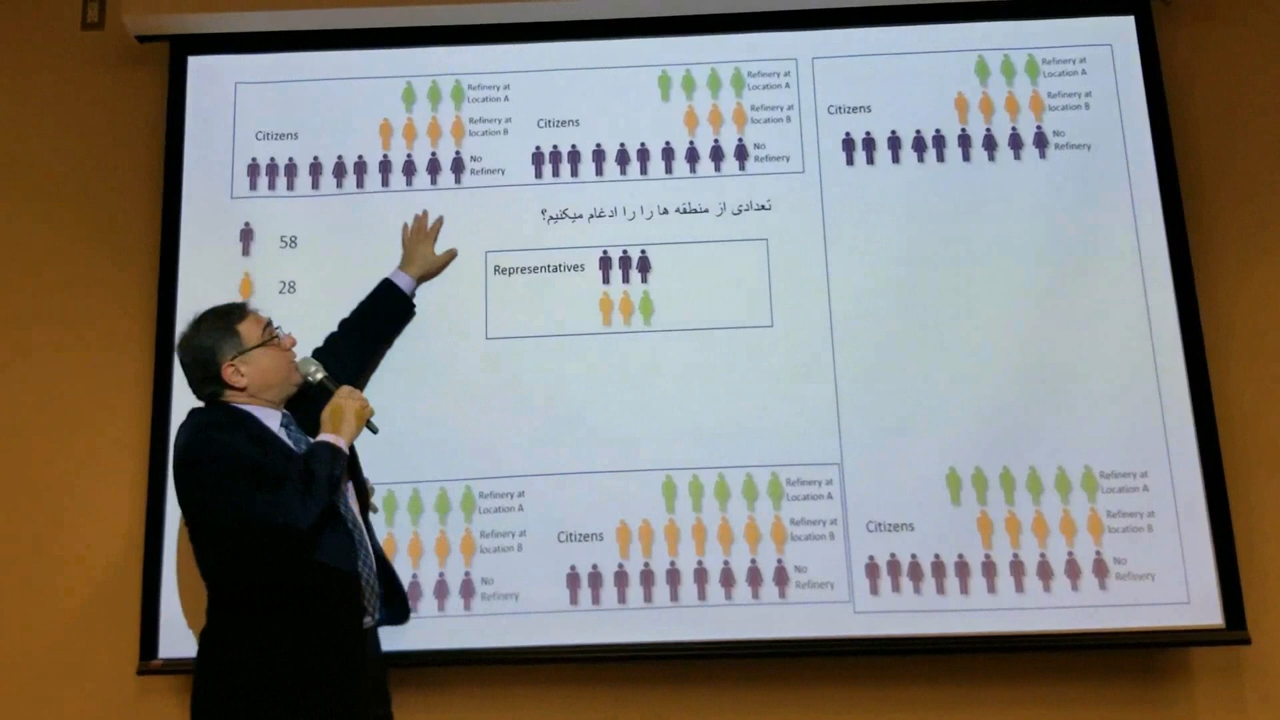 Refinery at
Location A
Refinery at
location B
Citizens
No
Refinery
Refinery at
Location A
Refinery at
location B
Citizens
No
Refinery
Refinery at
Location A
Refinery at
location B
Citizens
No
Refinery
تعدادی از منطقه ها را را ادغام میکنیم؟
58
28
Representatives
Refinery at
Location A
Refinery at
location B
No
Refinery
Refinery at
Location A
Refinery at
location B
Citizens
No
Refinery
Refinery at
Location A
Refinery at
location B
Citizens
No
Refinery